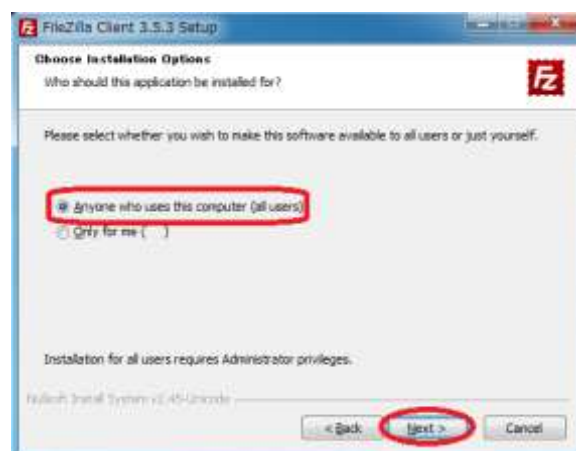 FileZilla Client 3.5.3 Setup
Choose Installation Options
Who should this application be installed for?
Fz
Please select whether you wish to make this software available to all users or just yourself.
Anyone who uses this computer (all users)
Only for me ( )
Installation for all users requires Administrator privileges.
Nullsoft Install System v2.45-Unicode
< Back Next > Cancel